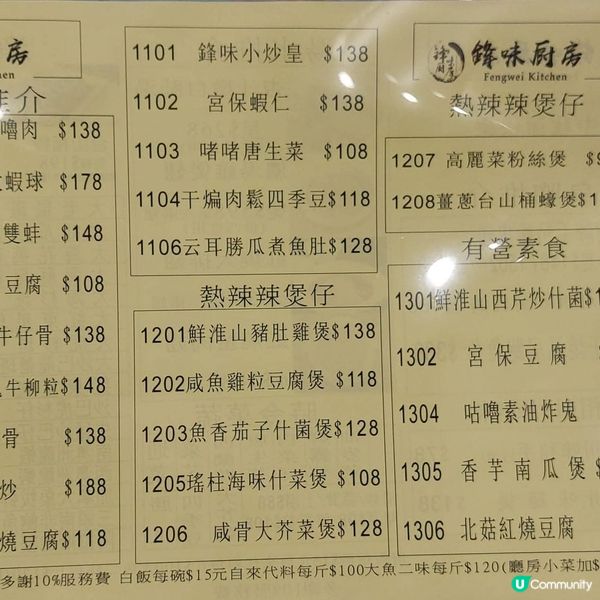 房
推介
嚕肉 $138
蝦球 $178
雙蚌 $148
豆腐 $108
牛仔骨 $138
牛柳粒 $148
骨 $138
炒 $188
燒豆腐 $118
1101 鋒味小炒皇 $138
1102 宮保蝦仁 $138
1103 啫啫唐生菜 $108
1104干煸肉鬆四季豆$118
1106云耳勝瓜煮魚肚$128
熱辣辣煲仔
1201鮮淮山豬肚雞煲$138
1202咸魚雞粒豆腐煲 $118
1203魚香茄子什菌煲$128
1205瑤柱海味什菜煲 $108
1206 咸骨大芥菜煲$128
鋒味厨房
Fengwei Kitchen
熱辣辣煲仔
1207 高麗菜粉絲煲
1208薑蔥台山桶蠔煲
有營素食
1301鮮淮山西芹炒什菌
1302 宮保豆腐
1304 咕嚕素油炸鬼
1305 香芋南瓜煲
1306 北菇紅燒豆腐
多謝10%服務費 白飯每碗$15元自來代料每斤$100大魚二味每斤$120(廳房小菜加$
U Community